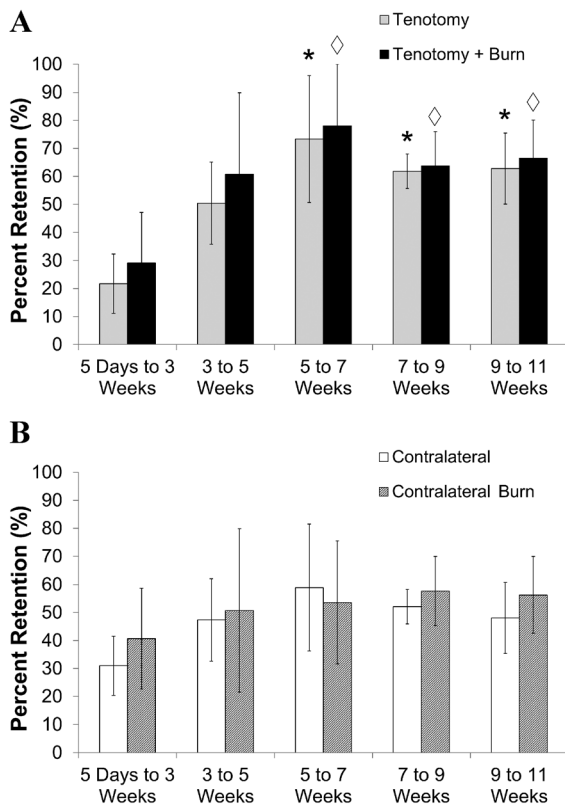 A
Tenotomy
Tenotomy + Burn
Percent Retention (%)
100
90
80
70
60
50
40
30
20
10
0
* ◊
* ◊
* ◊
5 Days to 3 Weeks
3 to 5 Weeks
5 to 7 Weeks
7 to 9 Weeks
9 to 11 Weeks
B
Contralateral
Contralateral Burn
Percent Retention (%)
100
90
80
70
60
50
40
30
20
10
0
5 Days to 3 Weeks
3 to 5 Weeks
5 to 7 Weeks
7 to 9 Weeks
9 to 11 Weeks